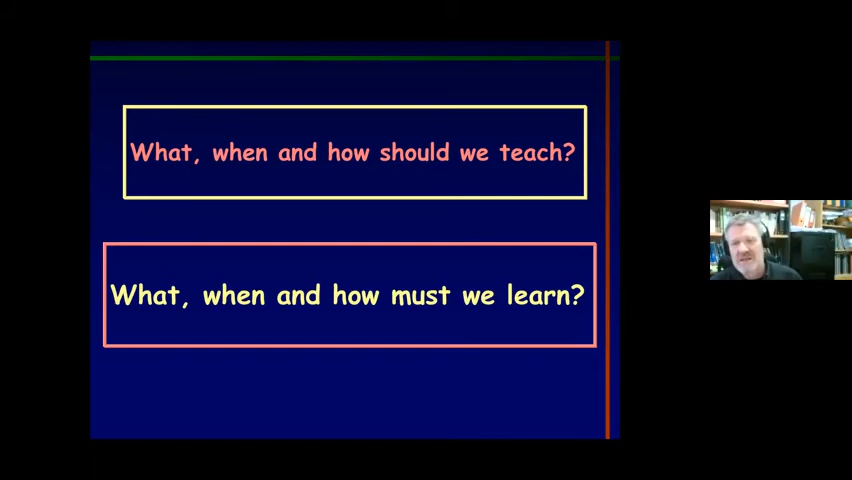 What, when and how should we teach?
What, when and how must we learn?